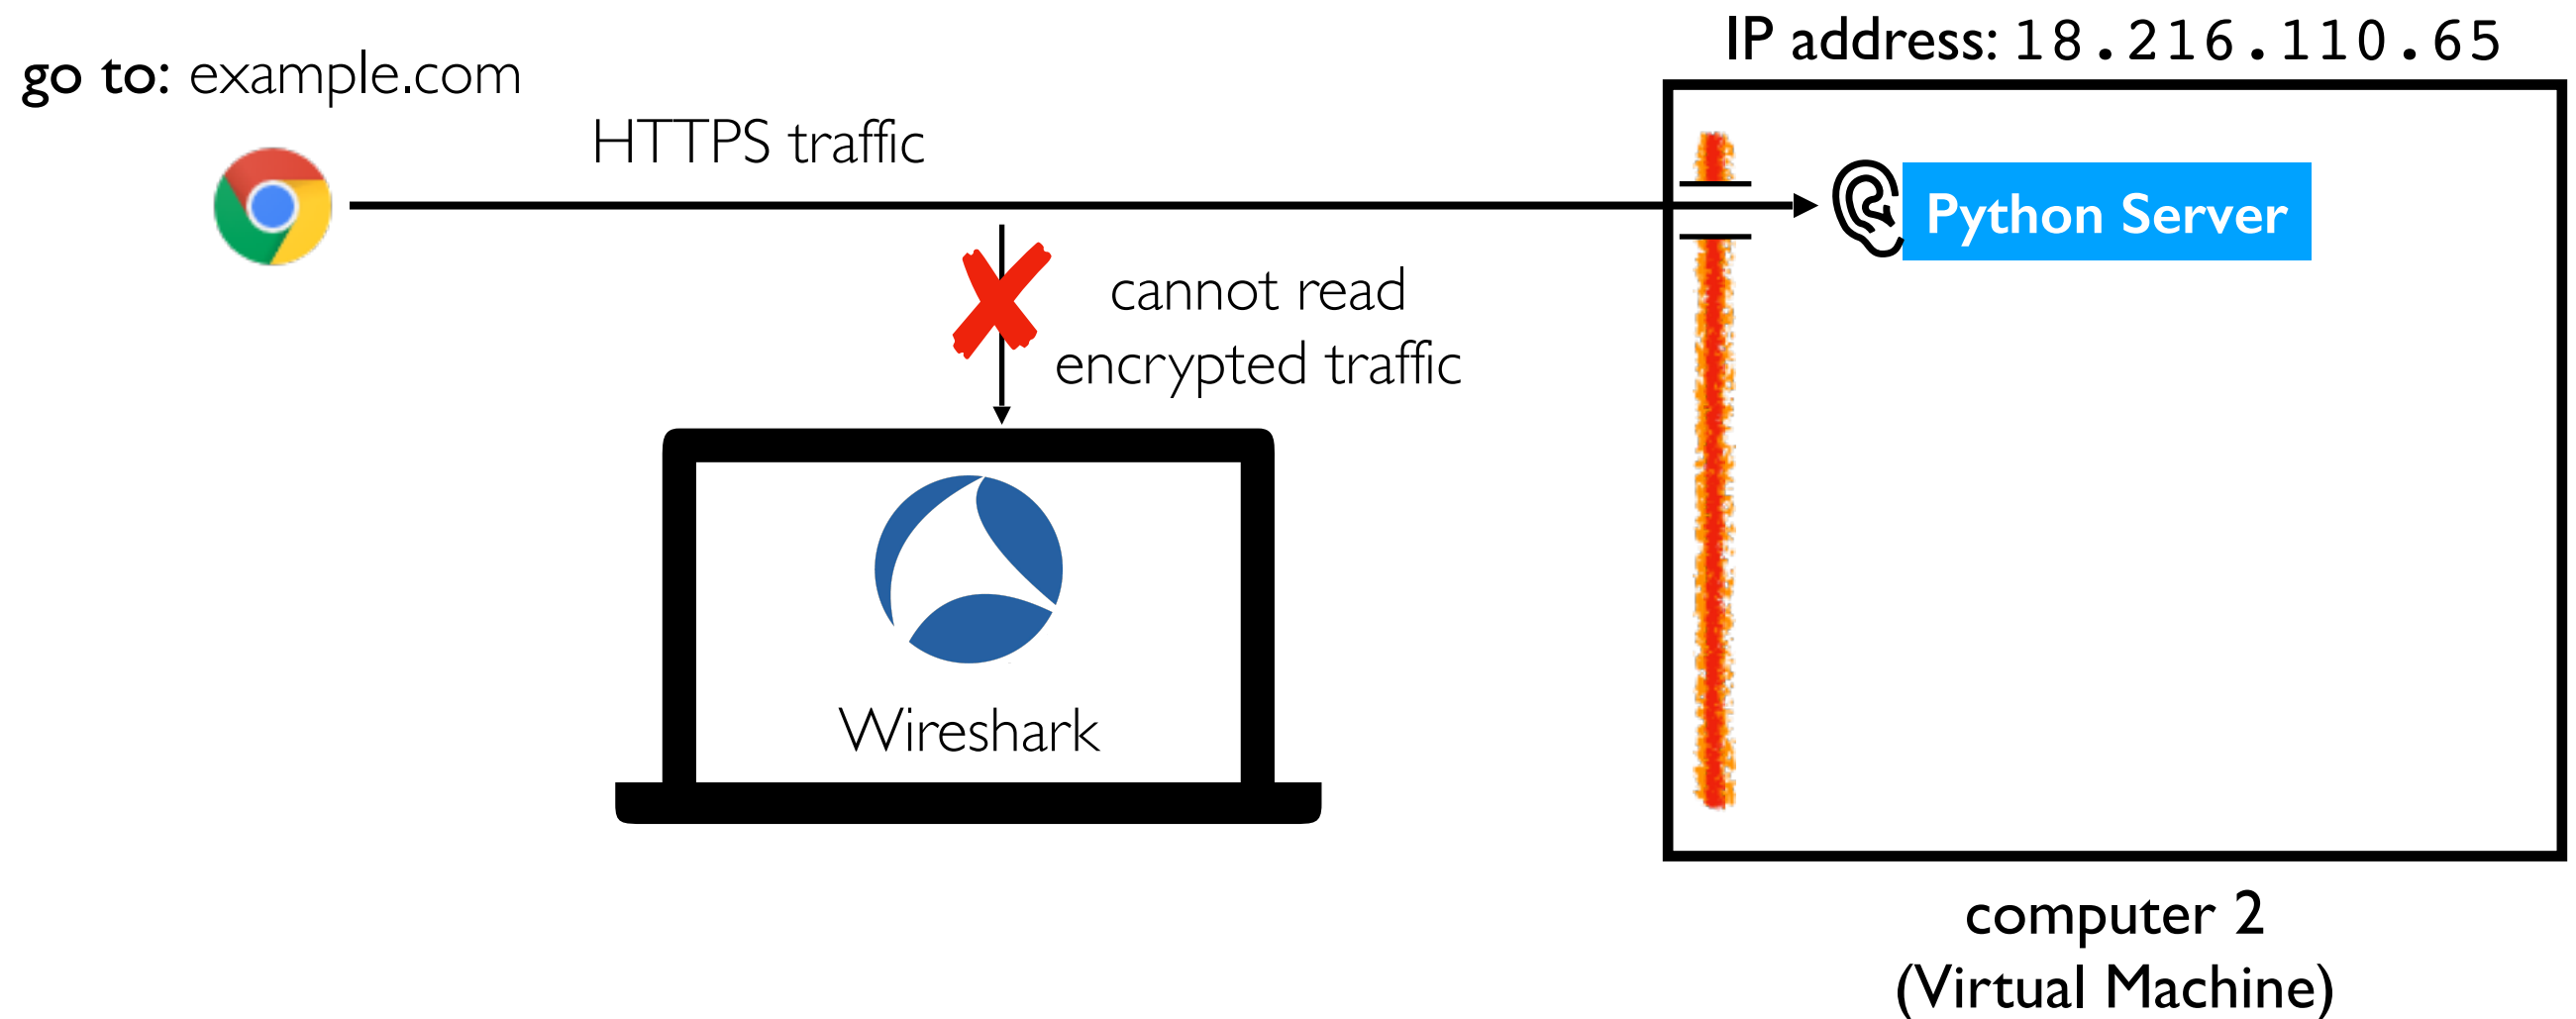 IP address: 18.216.110.65
go to: example.com
HTTPS traffic
Python Server
cannot read
encrypted traffic
Wireshark
computer 2
(Virtual Machine)